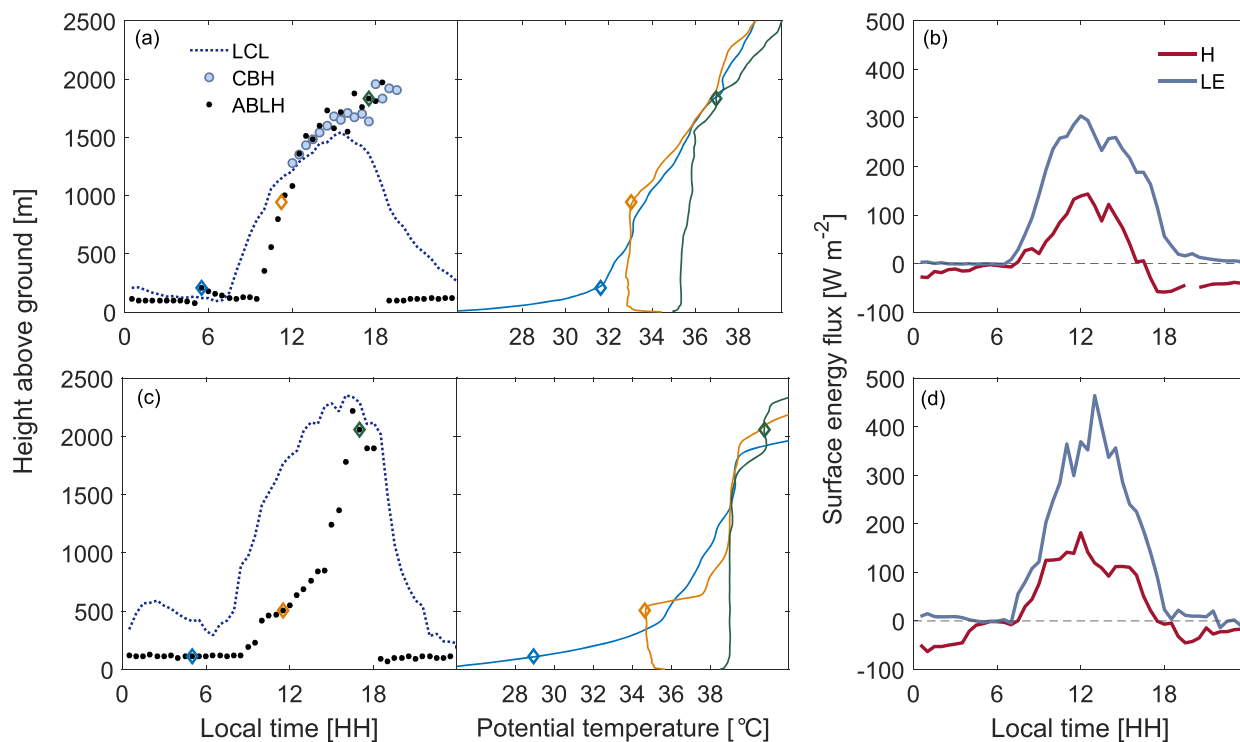 (a)
LCL
CBH
ABLH
2500
2000
1500
1000
500
0
0 6 12 18
28 30 32 34 36 38
(b)
H
LE
500
400
300
200
100
0
-100
0 6 12 18
Height above ground [m]
Surface energy flux [W m-2]
(c)
2500
2000
1500
1000
500
0
0 6 12 18
28 30 32 34 36 38
Local time [HH]
Potential temperature [°C]
(d)
500
400
300
200
100
0
-100
0 6 12 18
Local time [HH]